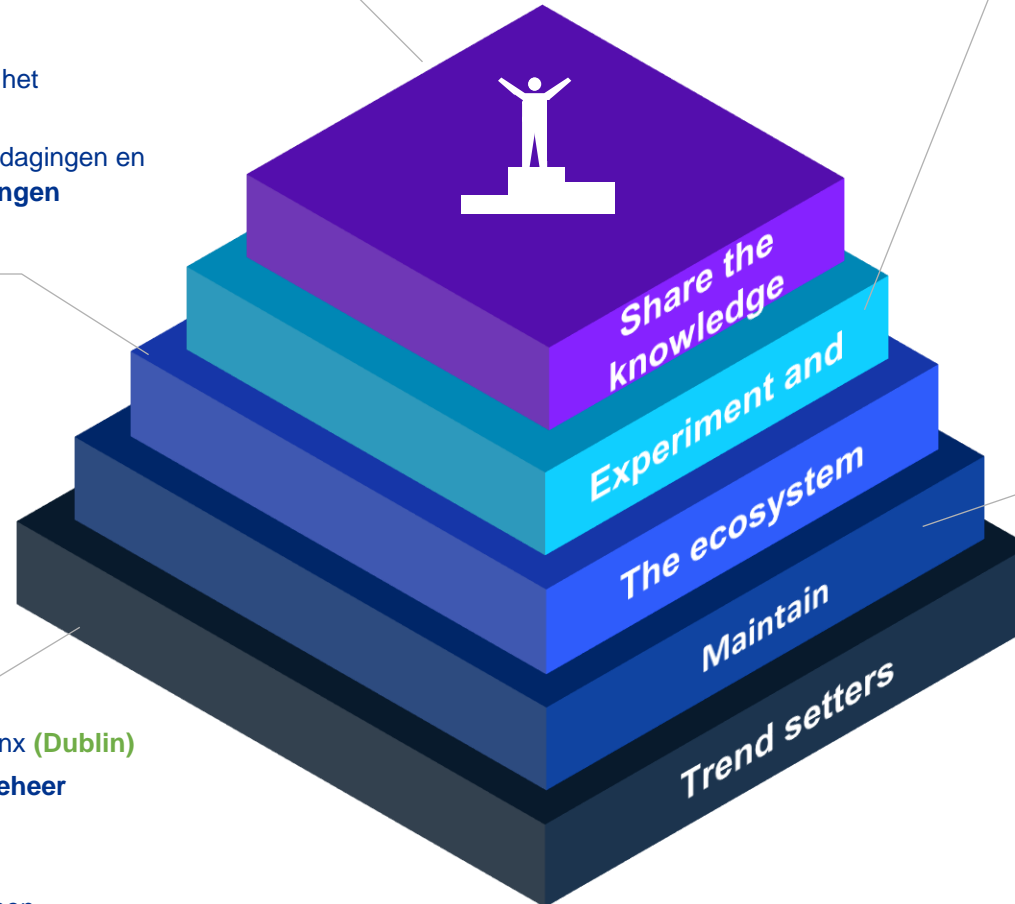 het
dagingen en
ngen
Share the
knowledge
Experiment and
The ecosystem
Maintain
Trend setters
nx (Dublin)
eheer